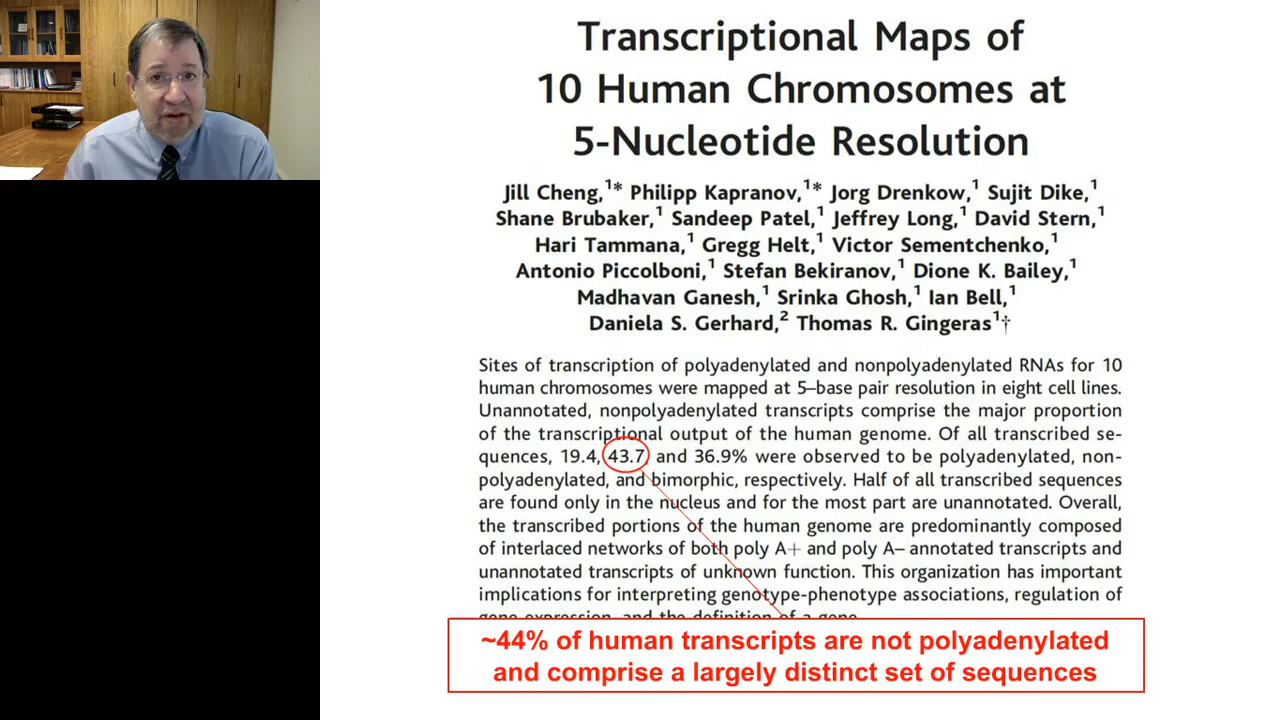 Transcriptional Maps of
10 Human Chromosomes at
5-Nucleotide Resolution
Jill Cheng,1* Philipp Kapranov,1* Jorg Drenkow,1 Sujit Dike,1
Shane Brubaker,1 Sandeep Patel,1 Jeffrey Long,1 David Stern,1
Hari Tammana,1 Gregg Helt,1 Victor Sementchenko,1
Antonio Piccolboni,1 Stefan Bekiranov,1 Dione K. Bailey,1
Madhavan Ganesh,1 Srinka Ghosh,1 Ian Bell,1
Daniela S. Gerhard,2 Thomas R. Gingeras1†
Sites of transcription of polyadenylated and nonpolyadenylated RNAs for 10
human chromosomes were mapped at 5–base pair resolution in eight cell lines.
Unannotated, nonpolyadenylated transcripts comprise the major proportion
of the transcriptional output of the human genome. Of all transcribed se-
quences, 19.4, 43.7, and 36.9% were observed to be polyadenylated, non-
polyadenylated, and bimorphic, respectively. Half of all transcribed sequences
are found only in the nucleus and for the most part are unannotated. Overall,
the transcribed portions of the human genome are predominantly composed
of interlaced networks of both poly A+ and poly A– annotated transcripts and
unannotated transcripts of unknown function. This organization has important
implications for interpreting genotype-phenotype associations, regulation of
gene expression, and the definition of a gene.
~44% of human transcripts are not polyadenylated
and comprise a largely distinct set of sequences